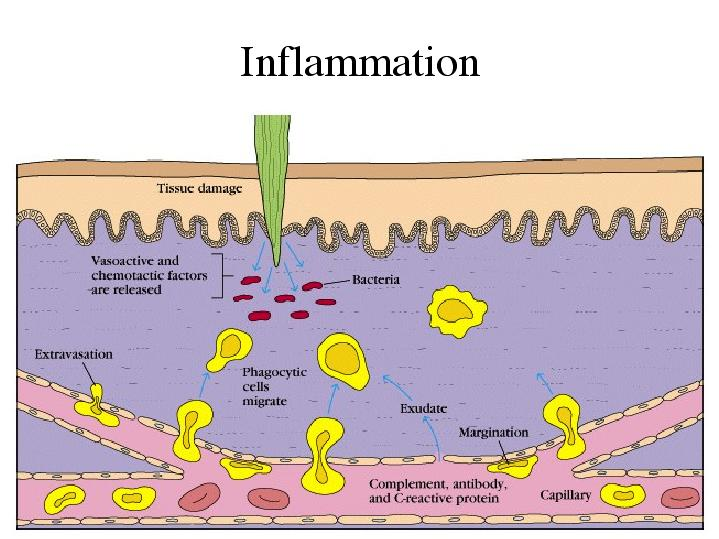 Inflammation
Tissue damage
Vasoactive and
chemotactic factors
are released
Bacteria
Extravasation
Phagocytic
cells
migrate
Exudate
Margination
Complement, antibody,
and C-reactive protein
Capillary